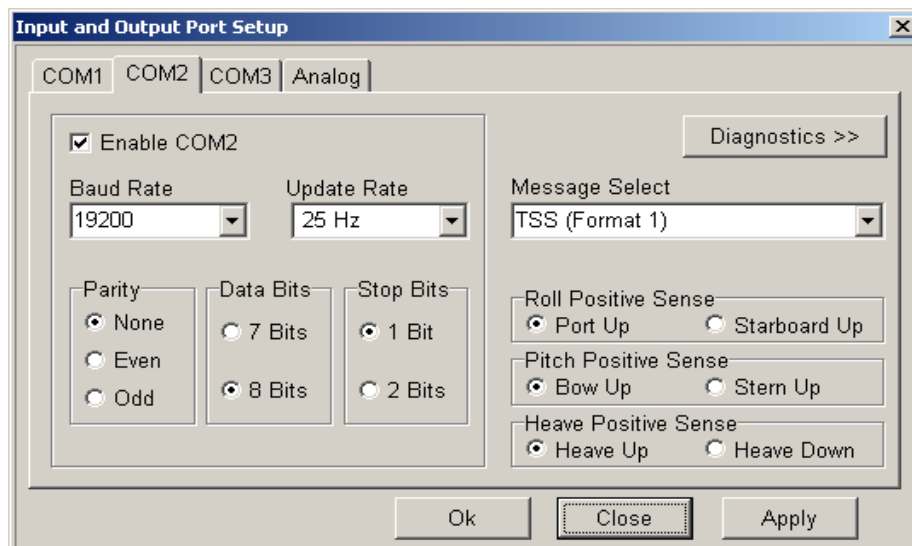 Input and Output Port Setup
COM1 COM2 COM3 Analog
Enable COM2
Diagnostics >>
Baud Rate Update Rate Message Select
19200 25 Hz TSS (Format 1)
Parity Data Bits Stop Bits
None 7 Bits 1 Bit
Even
Odd 8 Bits 2 Bits
Roll Positive Sense
Port Up Starboard Up
Pitch Positive Sense
Bow Up Stern Up
Heave Positive Sense
Heave Up Heave Down
Ok Close Apply